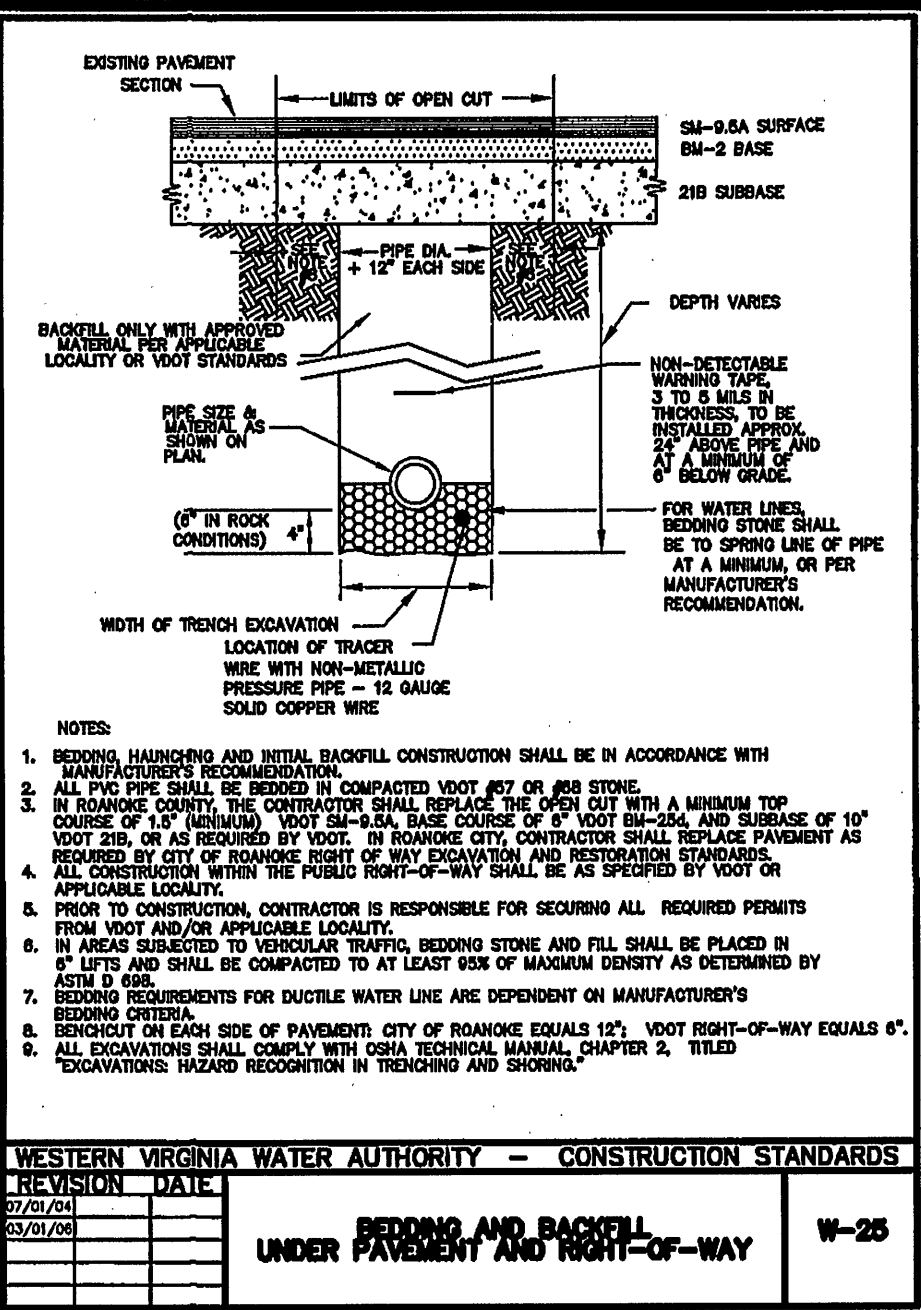 EXISTING PAVEMENT
SECTION
LIMITS OF OPEN CUT
SM-9.5A SURFACE
BM-2 BASE
21B SUBBASE
SEE
NOTE
PIPE DIA.
+ 12" EACH SIDE
SEE
NOTE
DEPTH VARIES
BACKFILL ONLY WITH APPROVED
MATERIAL PER APPLICABLE
LOCALITY OR VDOT STANDARDS
NON-DETECTABLE
WARNING TAPE,
3 TO 5 MILS IN
THICKNESS, TO BE
INSTALLED APPROX.
24" ABOVE PIPE AND
AT A MINIMUM OF
6" BELOW GRADE.
PIPE SIZE &
MATERIAL AS
SHOWN ON
PLAN.
(6" IN ROCK
CONDITIONS)
4"
FOR WATER LINES,
BEDDING STONE SHALL
BE TO SPRING LINE OF PIPE
AT A MINIMUM, OR PER
MANUFACTURER'S
RECOMMENDATION.
WIDTH OF TRENCH EXCAVATION
LOCATION OF TRACER
WIRE WITH NON-METALLIC
PRESSURE PIPE - 12 GAUGE
SOLID COPPER WIRE
NOTES:
1. BEDDING, HAUNCHING AND INITIAL BACKFILL CONSTRUCTION SHALL BE IN ACCORDANCE WITH
MANUFACTURER'S RECOMMENDATION.
2. ALL PVC PIPE SHALL BE BEDDED IN COMPACTED VDOT #57 OR #68 STONE.
3. IN ROANOKE COUNTY, THE CONTRACTOR SHALL REPLACE THE OPEN CUT WITH A MINIMUM TOP
COURSE OF 1.5" (MINIMUM) VDOT SM-9.5A, BASE COURSE OF 6" VDOT BM-25d, AND SUBBASE OF 10"
VDOT 21B, OR AS REQUIRED BY VDOT. IN ROANOKE CITY, CONTRACTOR SHALL REPLACE PAVEMENT AS
REQUIRED BY CITY OF ROANOKE RIGHT OF WAY EXCAVATION AND RESTORATION STANDARDS.
4. ALL CONSTRUCTION WITHIN THE PUBLIC RIGHT-OF-WAY SHALL BE AS SPECIFIED BY VDOT OR
APPLICABLE LOCALITY.
5. PRIOR TO CONSTRUCTION, CONTRACTOR IS RESPONSIBLE FOR SECURING ALL REQUIRED PERMITS
FROM VDOT AND/OR APPLICABLE LOCALITY.
6. IN AREAS SUBJECTED TO VEHICULAR TRAFFIC, BEDDING STONE AND FILL SHALL BE PLACED IN
6" LIFTS AND SHALL BE COMPACTED TO AT LEAST 95% OF MAXIMUM DENSITY AS DETERMINED BY
ASTM D 698.
7. BEDDING REQUIREMENTS FOR DUCTILE WATER LINE ARE DEPENDENT ON MANUFACTURER'S
BEDDING CRITERIA.
8. BENCHCUT ON EACH SIDE OF PAVEMENT: CITY OF ROANOKE EQUALS 12"; VDOT RIGHT-OF-WAY EQUALS 6".
9. ALL EXCAVATIONS SHALL COMPLY WITH OSHA TECHNICAL MANUAL, CHAPTER 2, TITLED
"EXCAVATIONS: HAZARD RECOGNITION IN TRENCHING AND SHORING."
WESTERN VIRGINIA WATER AUTHORITY - CONSTRUCTION STANDARDS
REVISION DATE
07/01/04
03/01/06
BEDDING AND BACKFILL
UNDER PAVEMENT AND RIGHT-OF-WAY
W-25